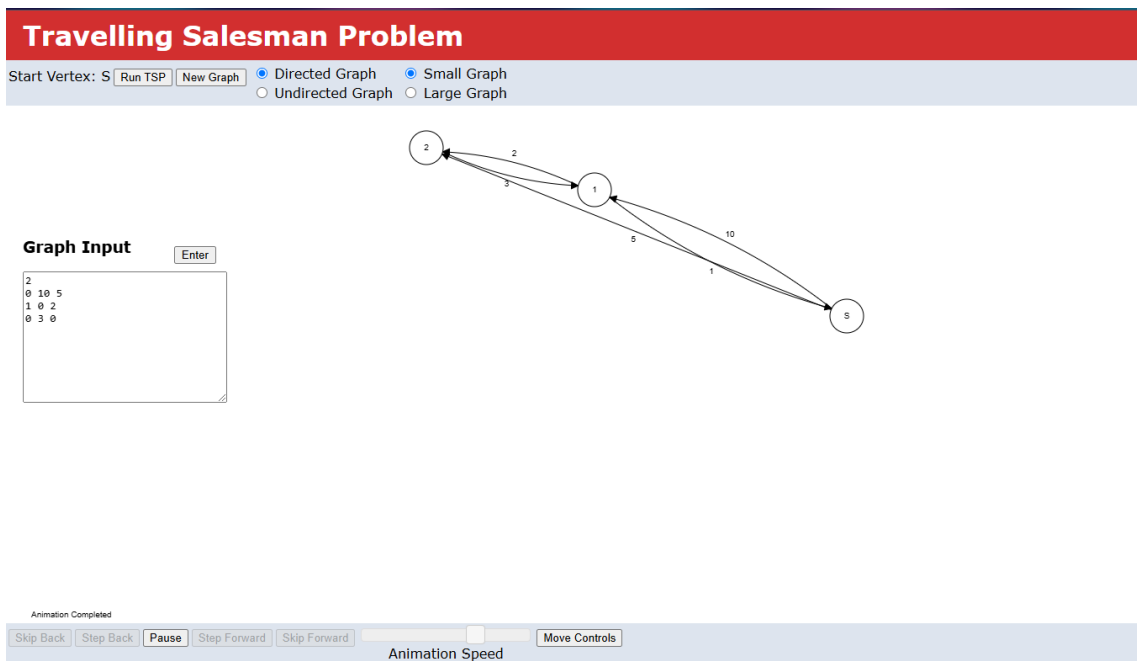 Travelling Salesman Problem
Start Vertex: S Run TSP New Graph Directed Graph Small Graph
Undirected Graph Large Graph
2
2
3
1
10
5
1
S
Graph Input
Enter
2
0 10 5
1 0 2
0 3 0
Animation Completed
Skip Back Step Back Pause Step Forward Skip Forward Move Controls
Animation Speed